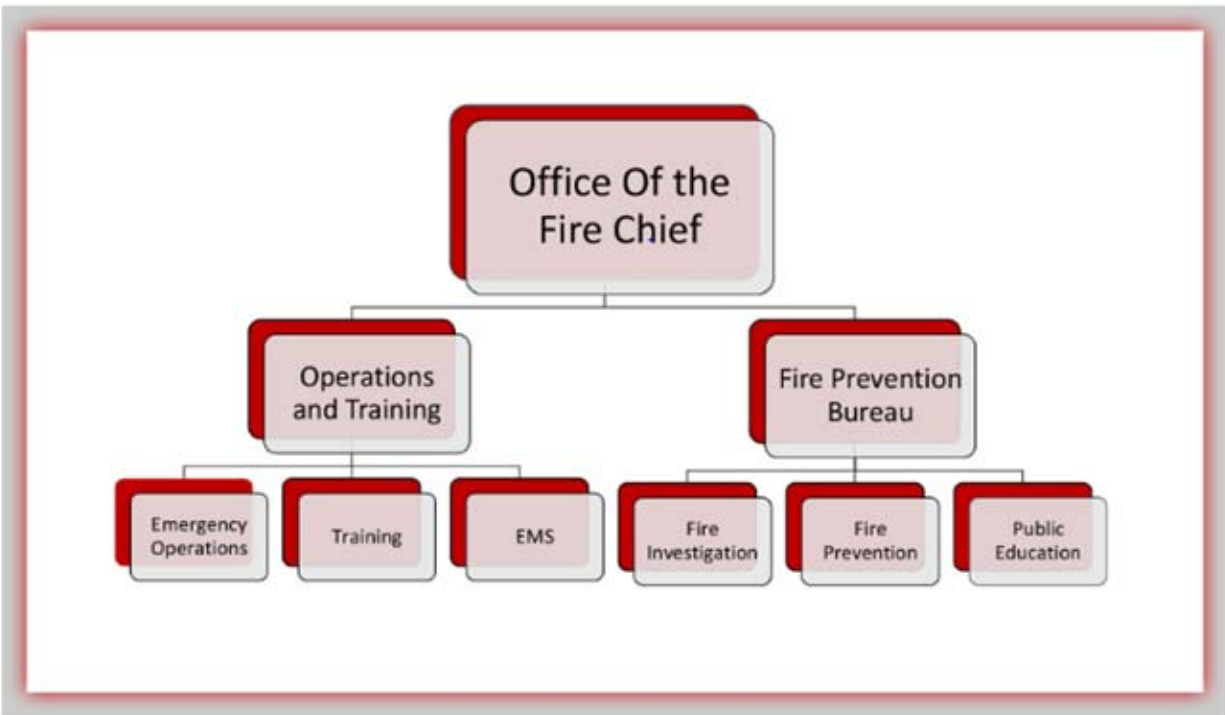 Office Of the
Fire Chief
Operations
and Training
Fire Prevention
Bureau
Emergency
Operations
Training
EMS
Fire
Investigation
Fire
Prevention
Public
Education